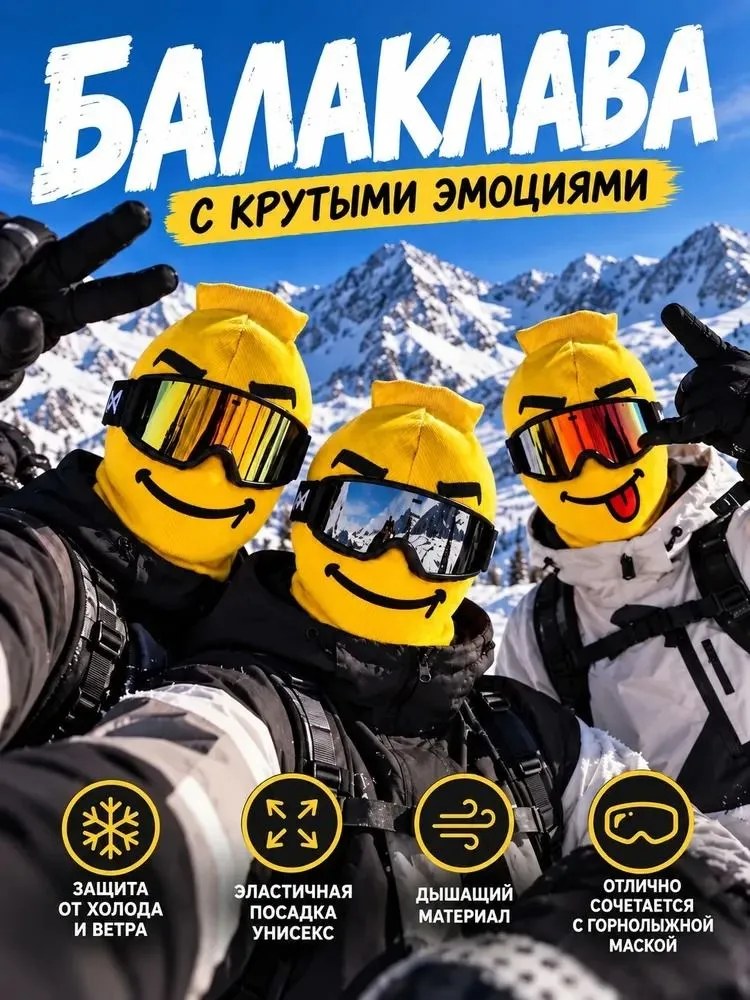 БАЛАКЛАВА
С КРУТЫМИ ЭМОЦИЯМИ
ЗАЩИТА
ОТ ХОЛОДА
И ВЕТРА
ЭЛАСТИЧНАЯ
ПОСАДКА
УНИСЕКС
ДЫШАЩИЙ
МАТЕРИАЛ
ОТЛИЧНО
СОЧЕТАЕТСЯ
С ГОРНОЛЫЖНОЙ
МАСКОЙ